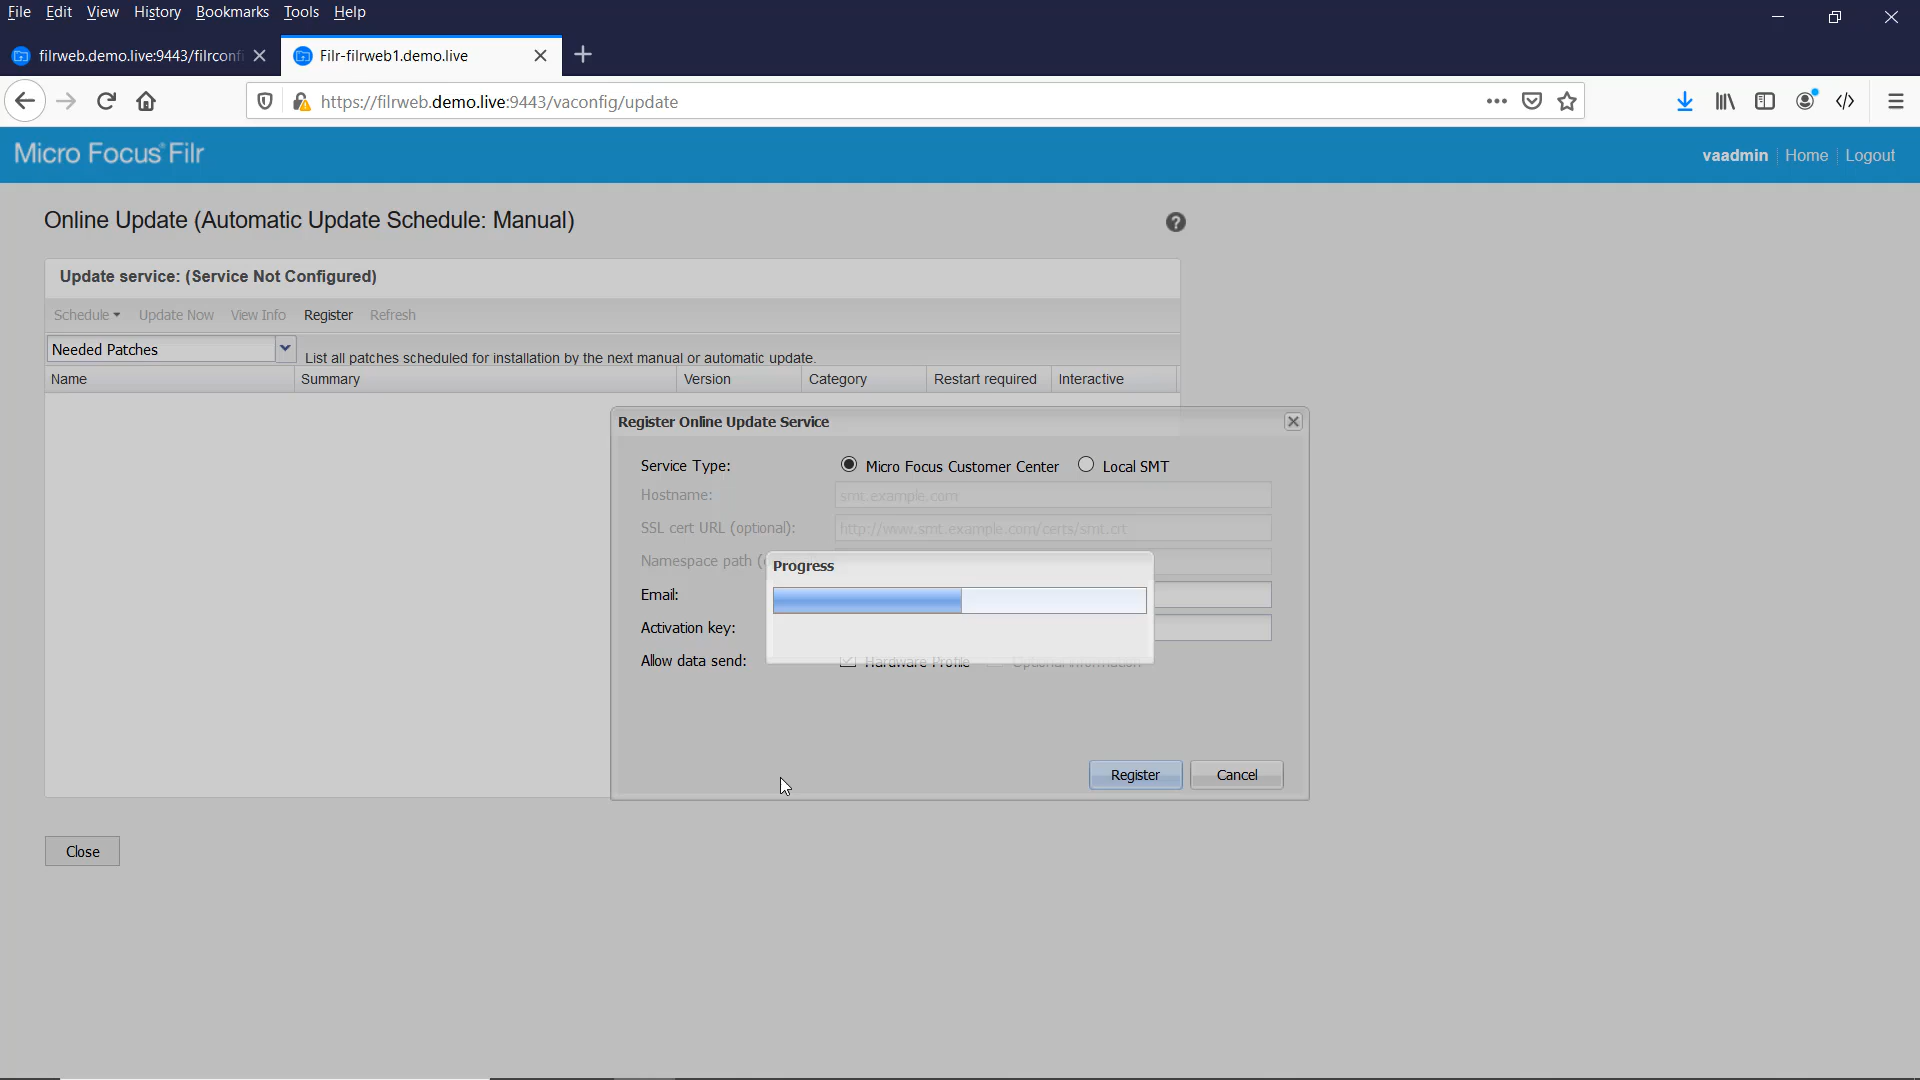 File Edit View History Bookmarks Tools Help
filrweb.demo.live:9443/filrconfi
Filr-filrweb1.demo.live
https://filrweb.demo.live:9443/vaconfig/update
Micro Focus Filr
vaadmin Home Logout
Online Update (Automatic Update Schedule: Manual)
Update service: (Service Not Configured)
Schedule Update Now View Info Register Refresh
Needed Patches
List all patches scheduled for installation by the next manual or automatic update.
Name Summary Version Category Restart required Interactive
Register Online Update Service
Service Type: Micro Focus Customer Center Local SMT
Hostname: smt.example.com
SSL cert URL (optional): http://www.smt.example.com/certs/smt.crt
Namespace path (
Progress
Email:
Activation key:
Allow data send: Hardware Profile Optional Information
Register Cancel
Close